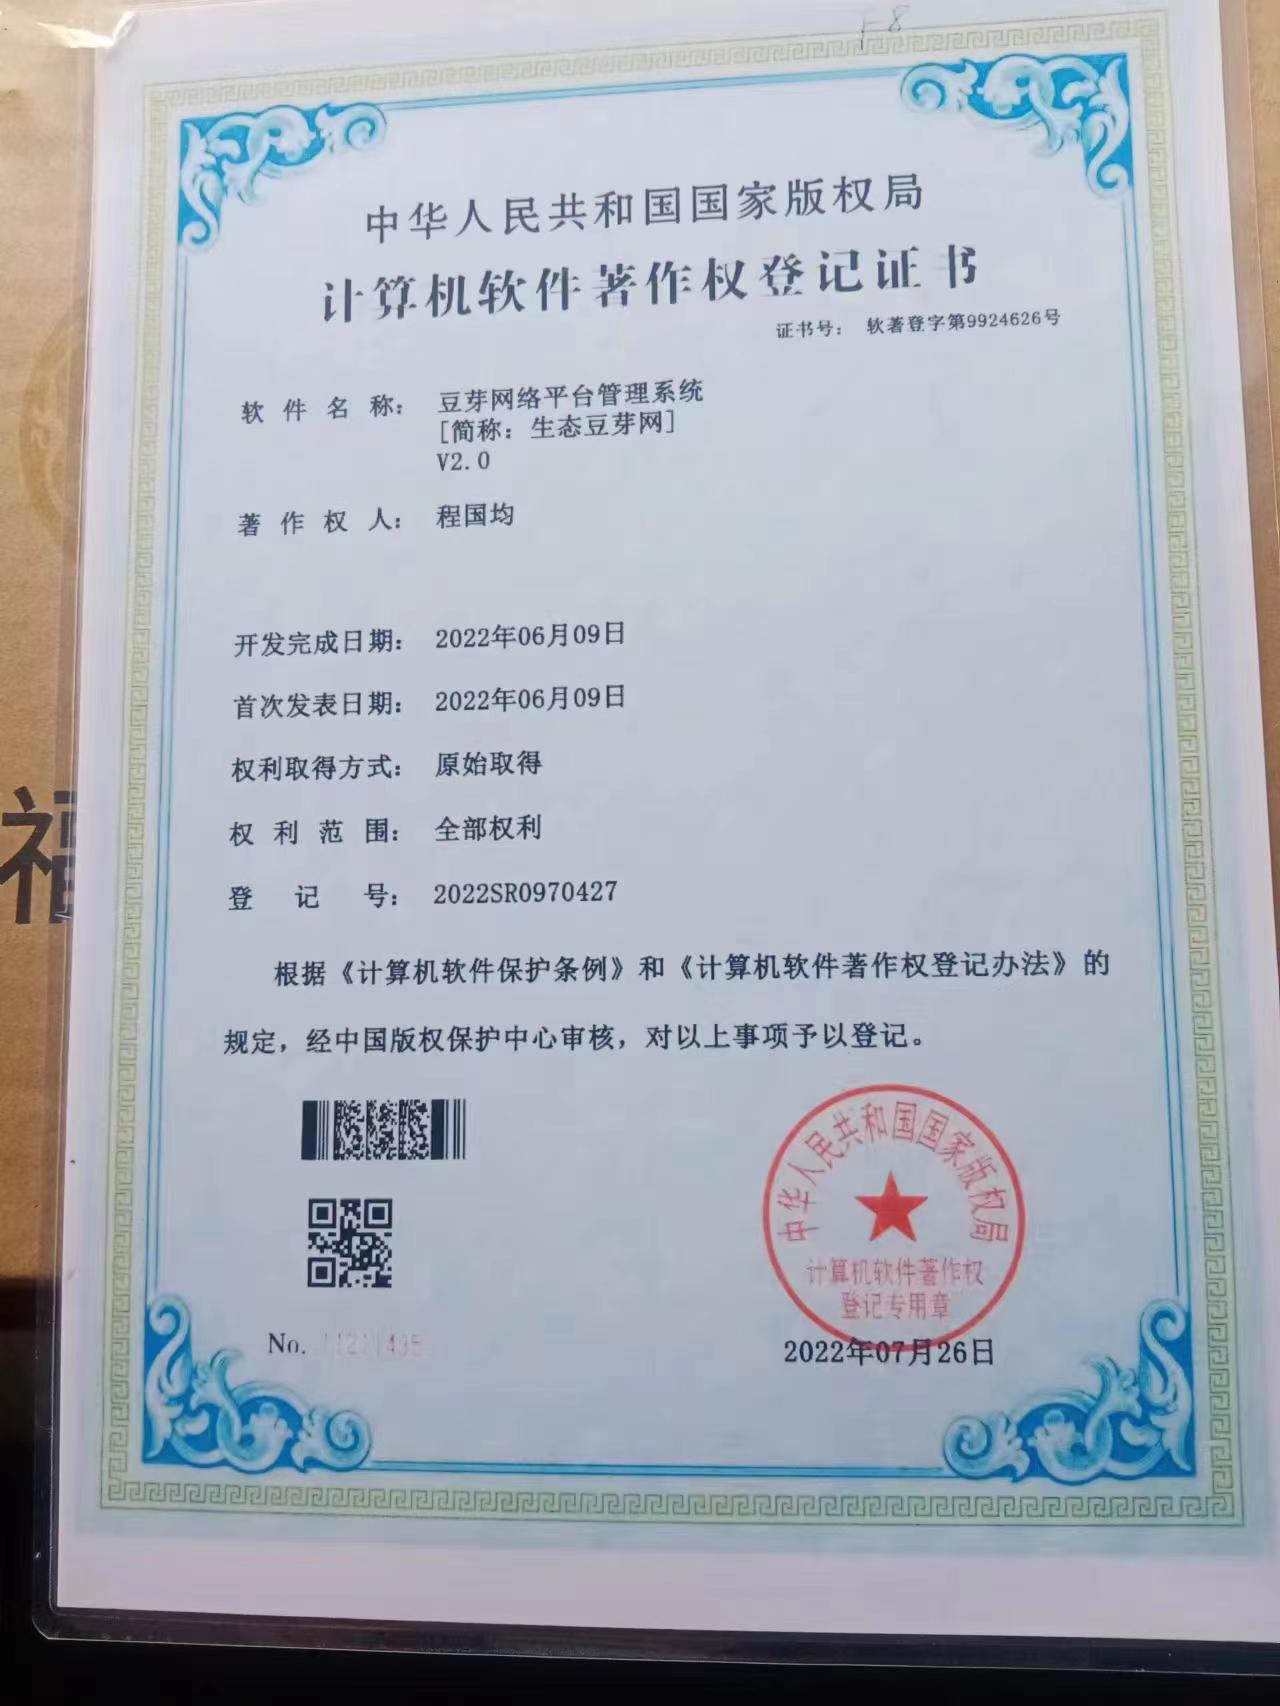 中华人民共和国国家版权局
计算机软件著作权登记证书
证书号： 软著登字第9924626号
软件名称： 豆芽网络平台管理系统
[简称：生态豆芽网]
V2.0
著作权人： 程国均
开发完成日期： 2022年06月09日
首次发表日期： 2022年06月09日
权利取得方式： 原始取得
权利范围： 全部权利
登记号： 2022SR0970427
根据《计算机软件保护条例》和《计算机软件著作权登记办法》的
规定，经中国版权保护中心审核，对以上事项予以登记。
中华人民共和国国家版权局
计算机软件著作权
登记专用章
No.
2022年07月26日
福